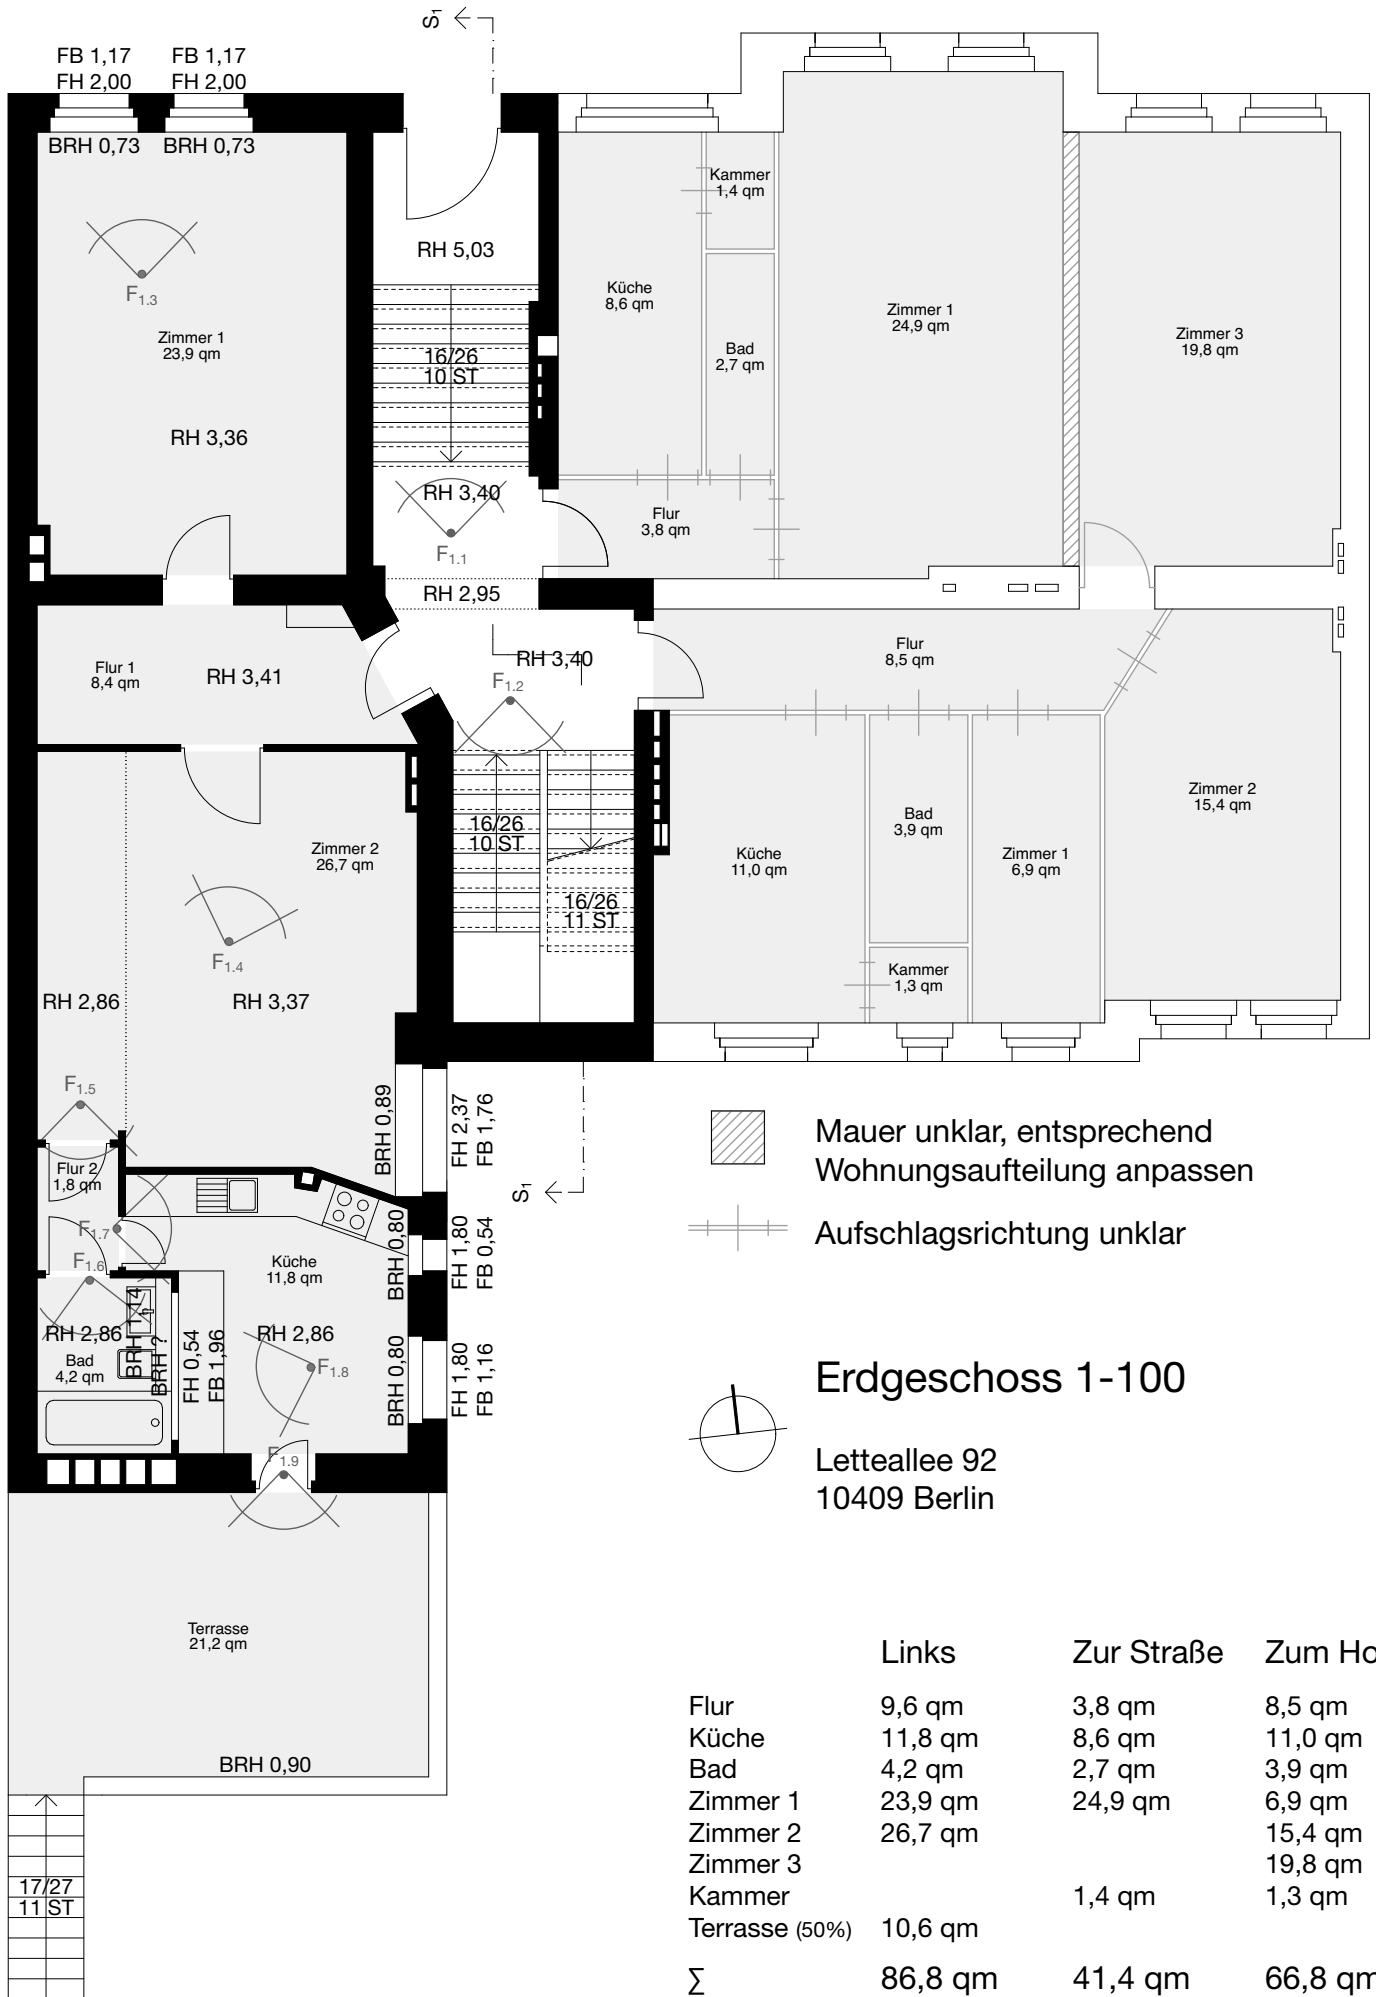 S1
FB 1,17
FH 2,00
FB 1,17
FH 2,00
BRH 0,73
BRH 0,73
F1.3
Zimmer 1
23,9 qm
RH 3,36
RH 5,03
16/26
10 ST
RH 3,40
F1.1
RH 2,95
Küche
8,6 qm
Kammer
1,4 qm
Bad
2,7 qm
Flur
3,8 qm
Zimmer 1
24,9 qm
Zimmer 3
19,8 qm
Flur 1
8,4 qm
RH 3,41
RH 3,40
F1.2
Flur
8,5 qm
Zimmer 2
26,7 qm
F1.4
RH 2,86
RH 3,37
16/26
10 ST
16/26
11 ST
Küche
11,0 qm
Bad
3,9 qm
Kammer
1,3 qm
Zimmer 1
6,9 qm
Zimmer 2
15,4 qm
F1.5
BRH 0,89
FH 2,37
FB 1,76
S1
Flur 2
1,8 qm
F1.7
F1.6
Küche
11,8 qm
BRH 0,80
FH 1,80
FB 0,54
RH 2,86
Bad
4,2 qm
BRH 1,14
BRH ?
FH 0,54
FB 1,96
RH 2,86
F1.8
BRH 0,80
FH 1,80
FB 1,16
F1.9
Terrasse
21,2 qm
BRH 0,90
17/27
11 ST
Mauer unklar, entsprechend
Wohnungsaufteilung anpassen
Aufschlagsrichtung unklar
Erdgeschoss 1-100
Letteallee 92
10409 Berlin
Links Zur Straße Zum Ho
Flur 9,6 qm 3,8 qm 8,5 qm
Küche 11,8 qm 8,6 qm 11,0 qm
Bad 4,2 qm 2,7 qm 3,9 qm
Zimmer 1 23,9 qm 24,9 qm 6,9 qm
Zimmer 2 26,7 qm 15,4 qm
Zimmer 3 19,8 qm
Kammer 1,4 qm 1,3 qm
Terrasse (50%) 10,6 qm
∑ 86,8 qm 41,4 qm 66,8 qm